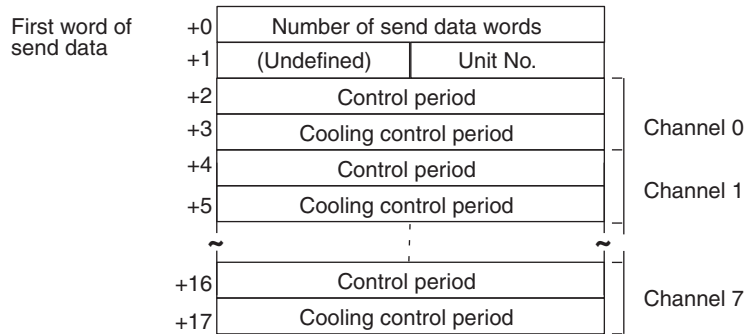 First word of
send data
+0
Number of send data words
+1
(Undefined)
Unit No.
+2
Control period
+3
Cooling control period
Channel 0
+4
Control period
+5
Cooling control period
Channel 1
~
~
+16
Control period
+17
Cooling control period
Channel 7